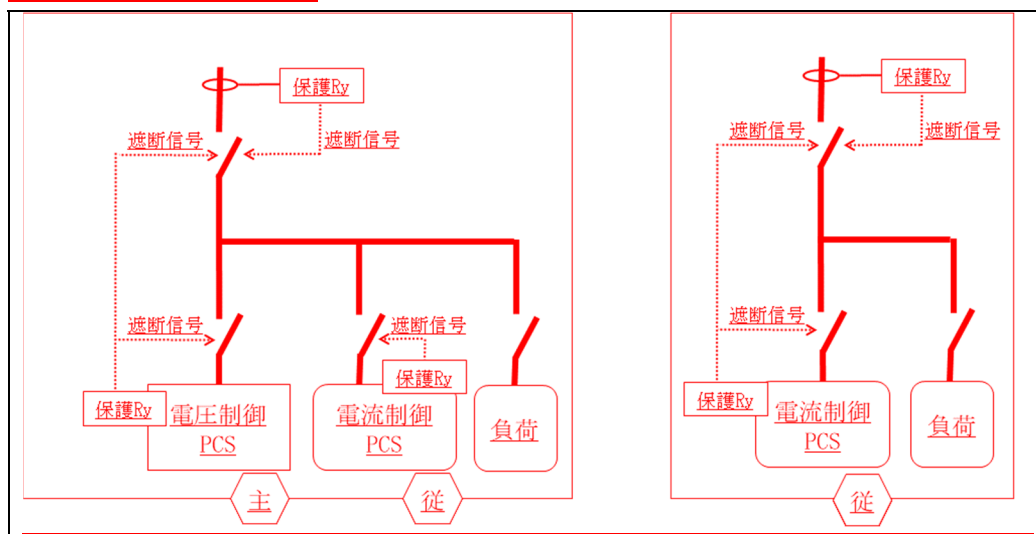 保護Ry
遮断信号
遮断信号
遮断信号
遮断信号
保護Ry
保護Ry
電圧制御
PCS
電流制御
PCS
負荷
主
従
保護Ry
遮断信号
遮断信号
遮断信号
保護Ry
電流制御
PCS
負荷
従